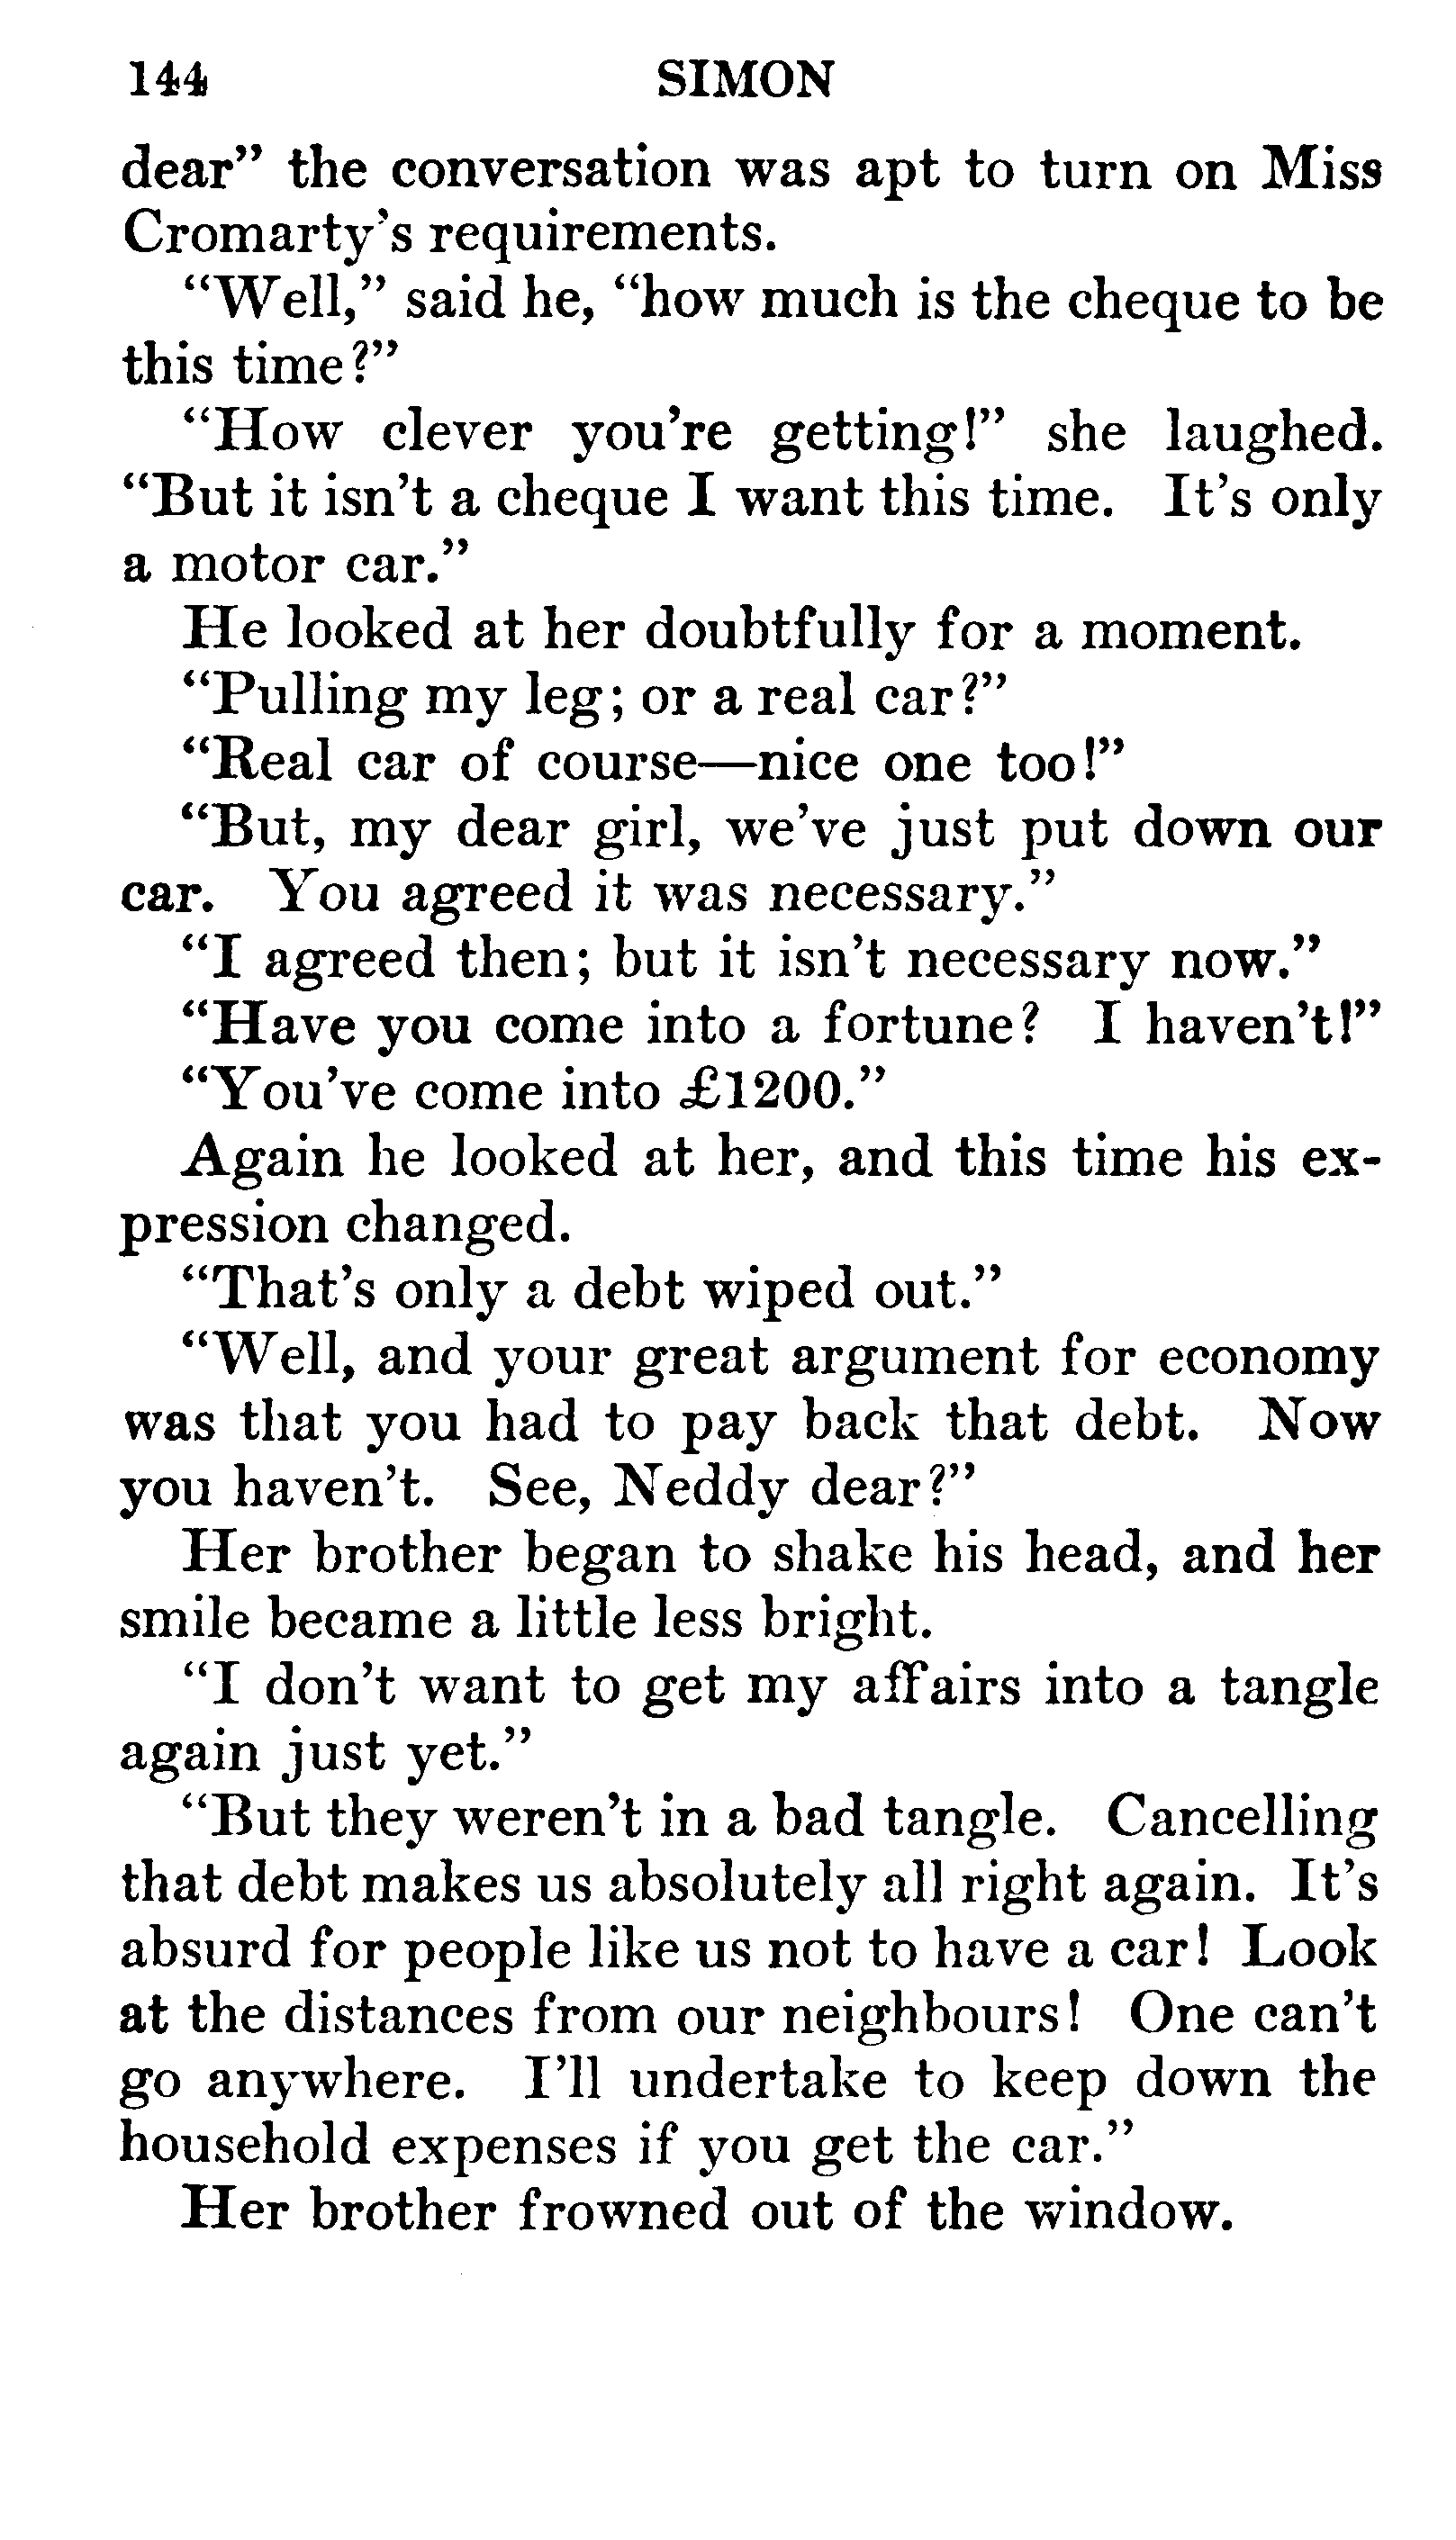 144 SIMON
dear" the conversation was apt to turn on Miss
Cromarty's requirements.
"Well," said he, "how much is the cheque to be
this time?"
"How clever you're getting!" she laughed.
"But it isn't a cheque I want this time. It's only
a motor car."
He looked at her doubtfully for a moment.
"Pulling my leg; or a real car?"
"Real car of course—nice one too!"
"But, my dear girl, we've just put down our
car. You agreed it was necessary."
"I agreed then; but it isn't necessary now."
"Have you come into a fortune? I haven't!"
"You've come into £1200."
Again he looked at her, and this time his ex-
pression changed.
"That's only a debt wiped out."
"Well, and your great argument for economy
was that you had to pay back that debt. Now
you haven't. See, Neddy dear?"
Her brother began to shake his head, and her
smile became a little less bright.
"I don't want to get my affairs into a tangle
again just yet."
"But they weren't in a bad tangle. Cancelling
that debt makes us absolutely all right again. It's
absurd for people like us not to have a car! Look
at the distances from our neighbours! One can't
go anywhere. I'll undertake to keep down the
household expenses if you get the car."
Her brother frowned out of the window.